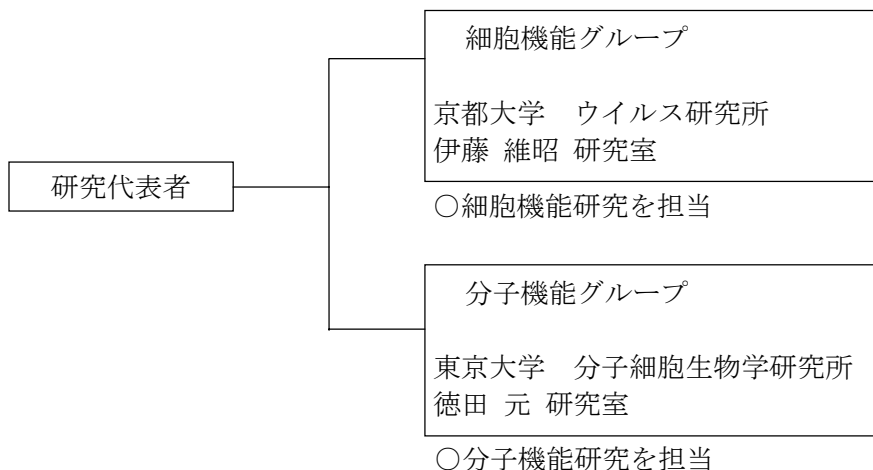 研究代表者
細胞機能グループ
京都大学　ウイルス研究所
伊藤 維昭 研究室
○細胞機能研究を担当
分子機能グループ
東京大学　分子細胞生物学研究所
徳田 元 研究室
○分子機能研究を担当